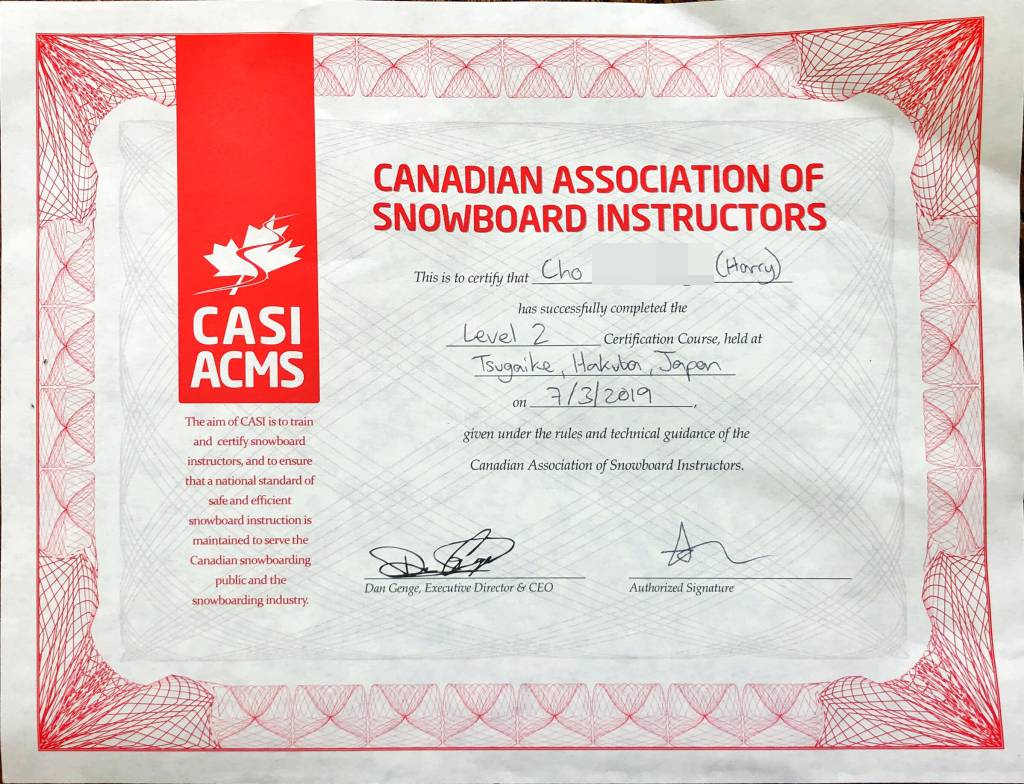 CASI
ACMS
The aim of CASI is to train
and certify snowboard
instructors, and to ensure
that a national standard of
safe and efficient
snowboard instruction is
maintained to serve the
Canadian snowboarding
public and the
snowboarding industry.
CANADIAN ASSOCIATION OF
SNOWBOARD INSTRUCTORS
This is to certify that Cho (Harry)
has successfully completed the
Level 2 Certification Course, held at
Tsugaike, Hakuba, Japan
on 7/3/2019,
given under the rules and technical guidance of the
Canadian Association of Snowboard Instructors.
Dan Genge, Executive Director & CEO
Authorized Signature